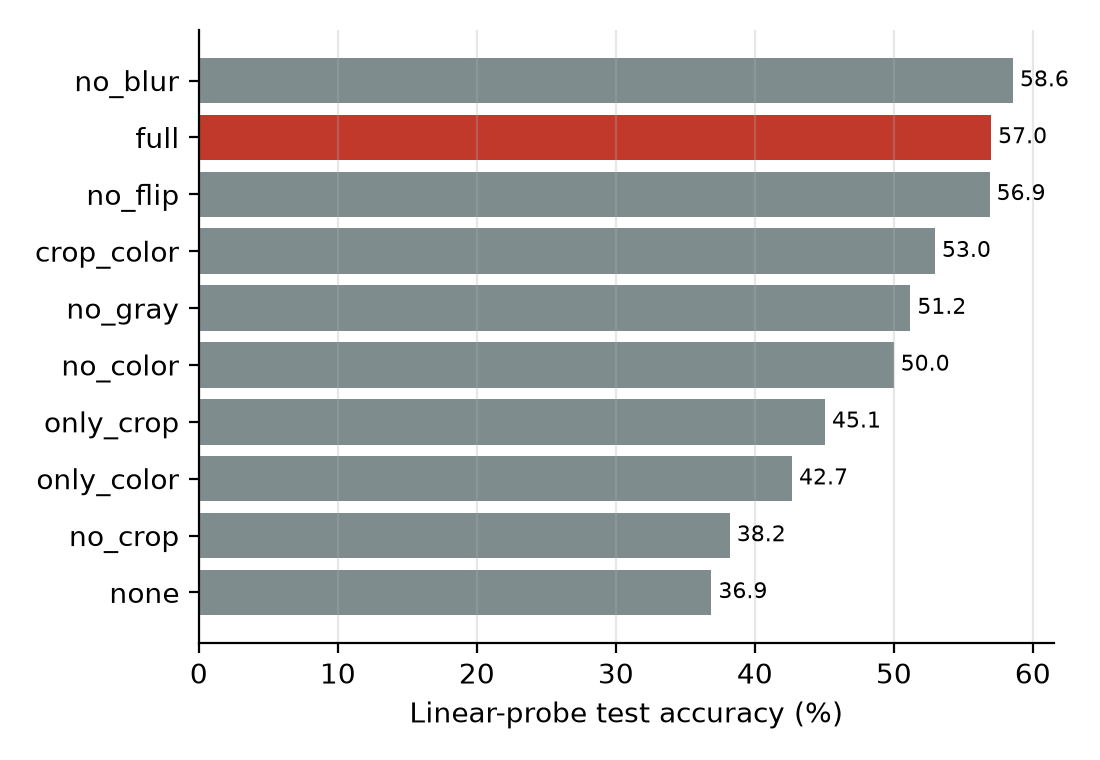 no_blur 58.6
full 57.0
no_flip 56.9
crop_color 53.0
no_gray 51.2
no_color 50.0
only_crop 45.1
only_color 42.7
no_crop 38.2
none 36.9
0 10 20 30 40 50 60
Linear-probe test accuracy (%)